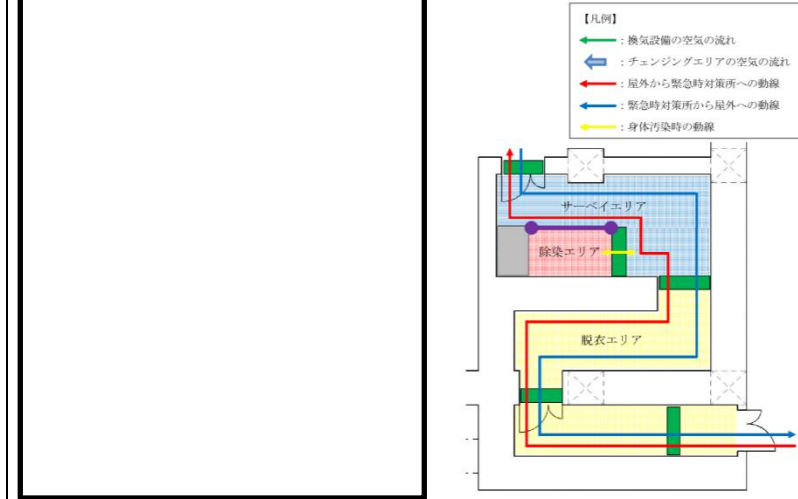 【凡例】
：換気設備の空気の流れ
：チェンジングエリアの空気の流れ
：屋外から緊急時対策所への動線
：緊急時対策所から屋外への動線
：身体汚染時の動線
サーベイエリア
除染エリア
脱衣エリア